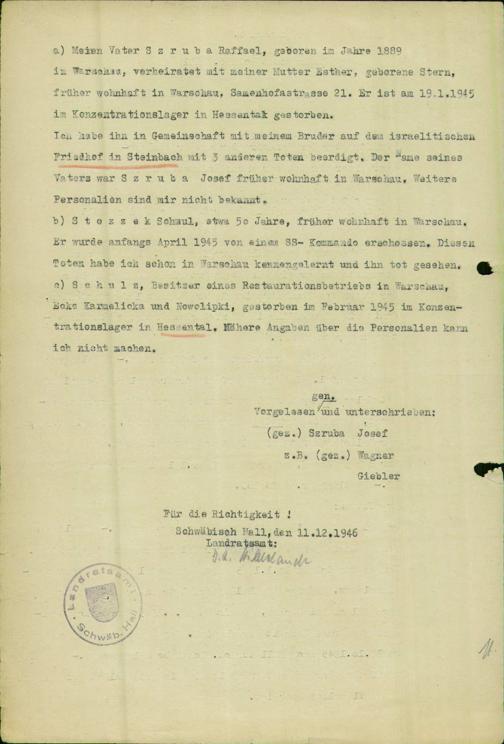 a) Meinen Vater S z r u b a Raffael, geboren im Jahre 1889
in Warschau, verheiratet mit meiner Mutter Esther, geborene Stern,
früher wohnhaft in Warschau, Samenhofastrasse 21. Er ist am 19.1.1945
im Konzentrationslager in Hessentak gestorben.
Ich habe ihn in Gemeinschaft mit meinem Bruder auf dem israelitischen
Friedhof in Steinbach mit 3 anderen Toten beerdigt. Der Name seines
Vaters war S z r u b a Josef früher wohnhaft in Warschau. Weitere
Personalien sind mir nicht bekannt.
b) S t o z z e k Schmul, etwa 50 Jahre, früher wohnhaft in Warschau.
Er wurde anfangs April 1945 von einem SS- Kommando erschossen. Diesen
Toten habe ich schon in Warschau kennengelernt und ihn tot gesehen.
c) S c h u l z, Besitzer eines Restaurationsbetriebs in Warschau,
Ecke Karmelicka und Nowolipki, gestorben im Februar 1945 im Konzen-
trationslager in Hessental. Nähere Angaben über die Personalien kann
ich nicht machen.
gen.
Vorgelesen und unterschrieben:
(gez.) Szruba Josef
z.B. (gez.) Wagner
Giebler
Für die Richtigkeit !
Schwäbisch Hall, den 11.12.1946
Landratsamt:
Landratsamt
Schwäb. Hall